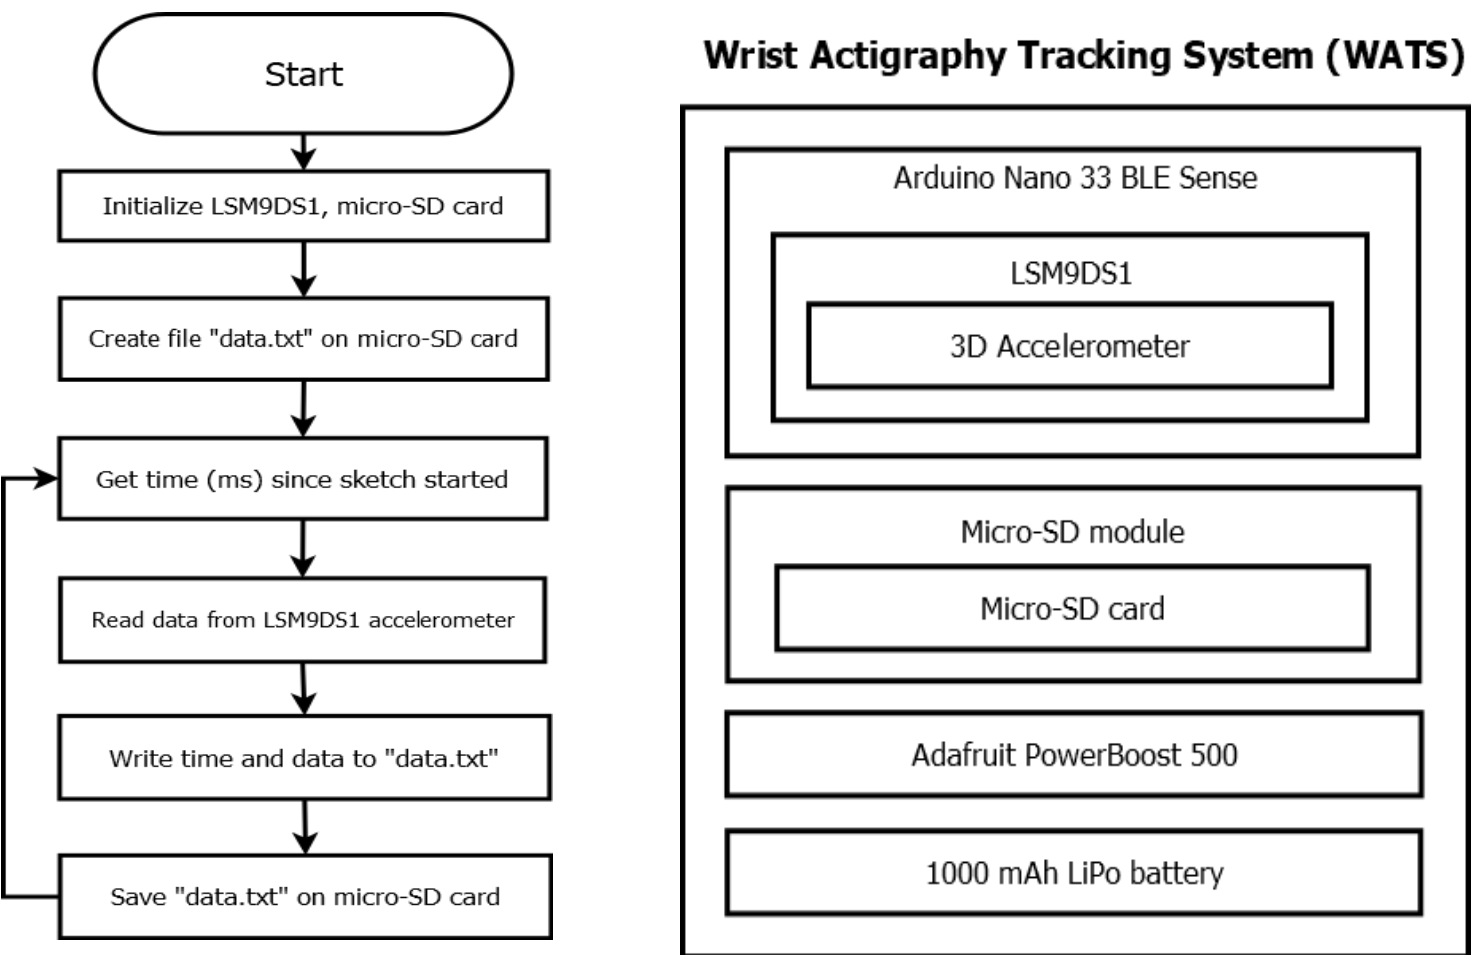 Start
Initialize LSM9DS1, micro-SD card
Create file "data.txt" on micro-SD card
Get time (ms) since sketch started
Read data from LSM9DS1 accelerometer
Write time and data to "data.txt"
Save "data.txt" on micro-SD card
Wrist Actigraphy Tracking System (WATS)
Arduino Nano 33 BLE Sense
LSM9DS1
3D Accelerometer
Micro-SD module
Micro-SD card
Adafruit PowerBoost 500
1000 mAh LiPo battery